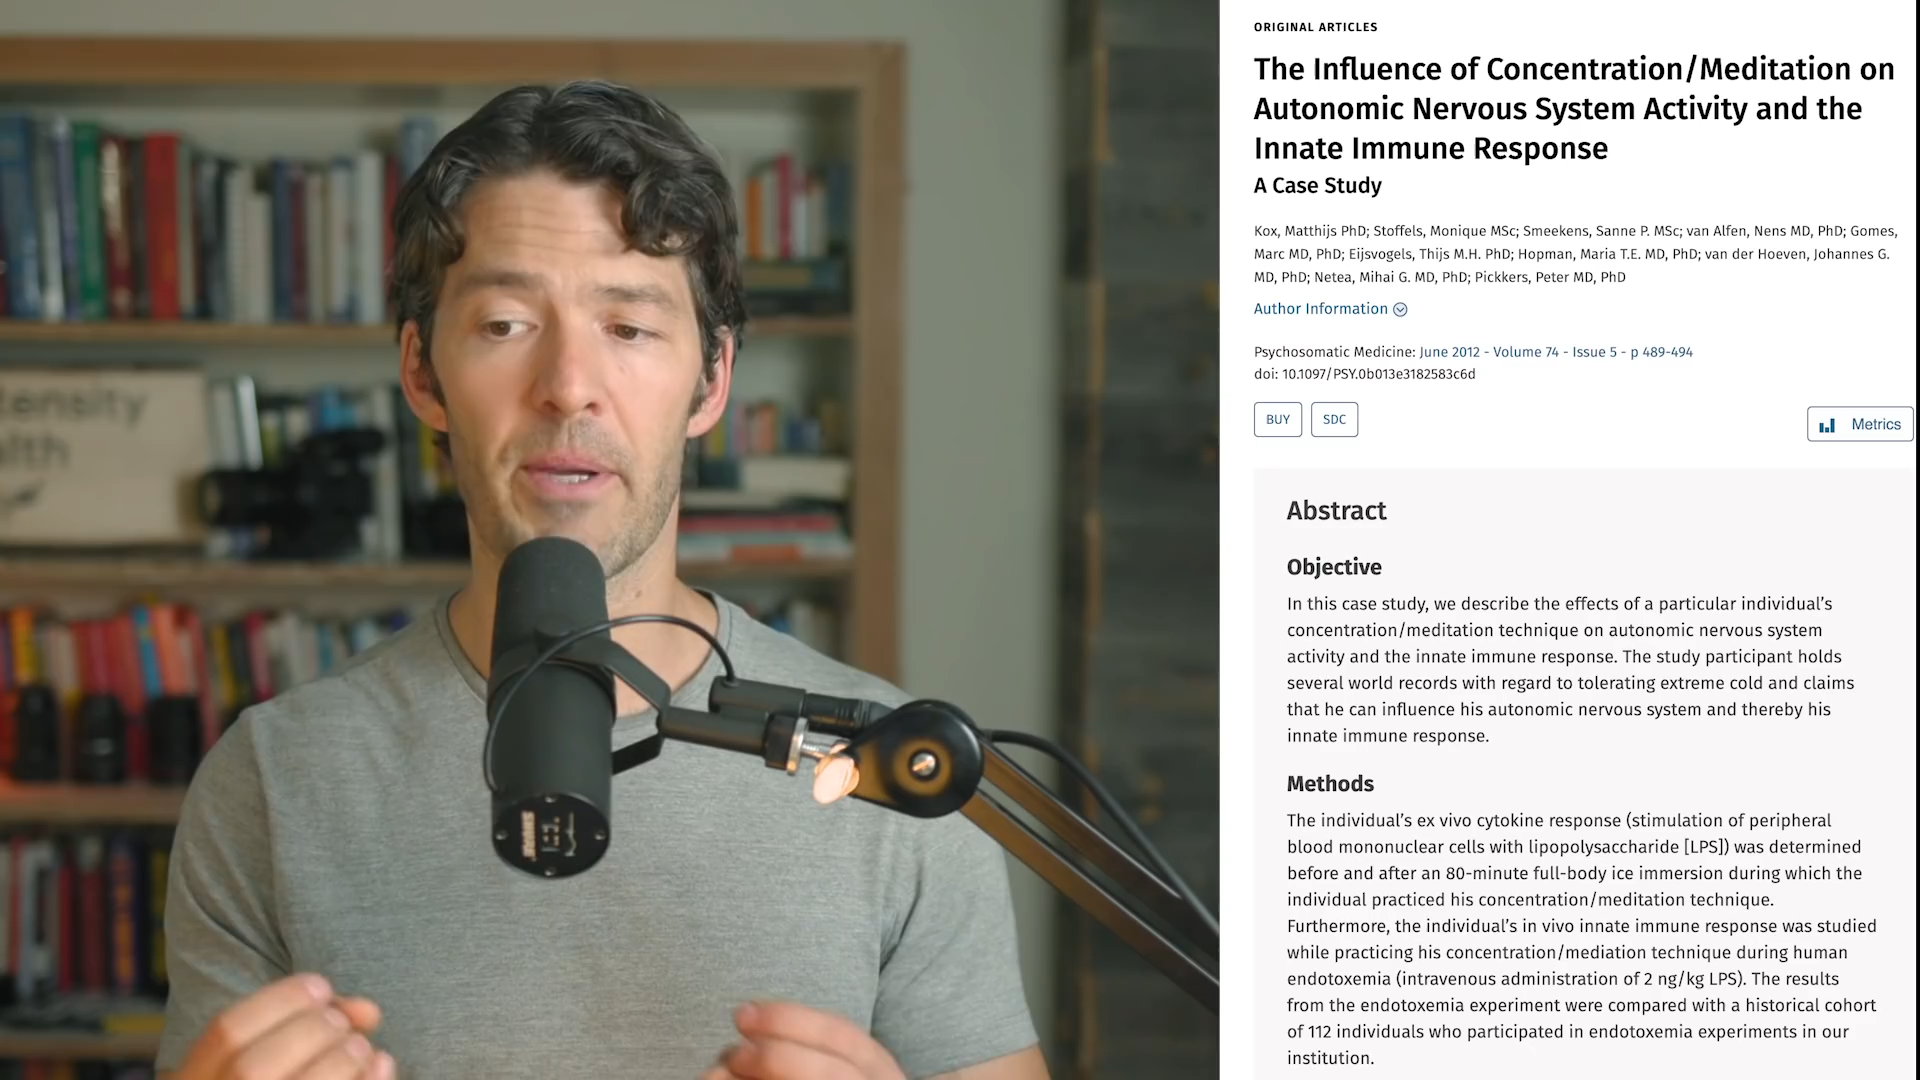 ORIGINAL ARTICLES
The Influence of Concentration/Meditation on
Autonomic Nervous System Activity and the
Innate Immune Response
A Case Study
Kox, Matthijs PhD; Stoffels, Monique MSc; Smeekens, Sanne P. MSc; van Alfen, Nens MD, PhD; Gomes,
Marc MD, PhD; Eijsvogels, Thijs M.H. PhD; Hopman, Maria T.E. MD, PhD; van der Hoeven, Johannes G.
MD, PhD; Netea, Mihai G. MD, PhD; Pickkers, Peter MD, PhD
Author Information
Psychosomatic Medicine: June 2012 - Volume 74 - Issue 5 - p 489-494
doi: 10.1097/PSY.0b013e3182583c6d
BUY SDC
Metrics
Abstract
Objective
In this case study, we describe the effects of a particular individual’s
concentration/meditation technique on autonomic nervous system
activity and the innate immune response. The study participant holds
several world records with regard to tolerating extreme cold and claims
that he can influence his autonomic nervous system and thereby his
innate immune response.
Methods
The individual’s ex vivo cytokine response (stimulation of peripheral
blood mononuclear cells with lipopolysaccharide [LPS]) was determined
before and after an 80-minute full-body ice immersion during which the
individual practiced his concentration/meditation technique.
Furthermore, the individual’s in vivo innate immune response was studied
while practicing his concentration/mediation technique during human
endotoxemia (intravenous administration of 2 ng/kg LPS). The results
from the endotoxemia experiment were compared with a historical cohort
of 112 individuals who participated in endotoxemia experiments in our
institution.
tensity
alth
SHURE